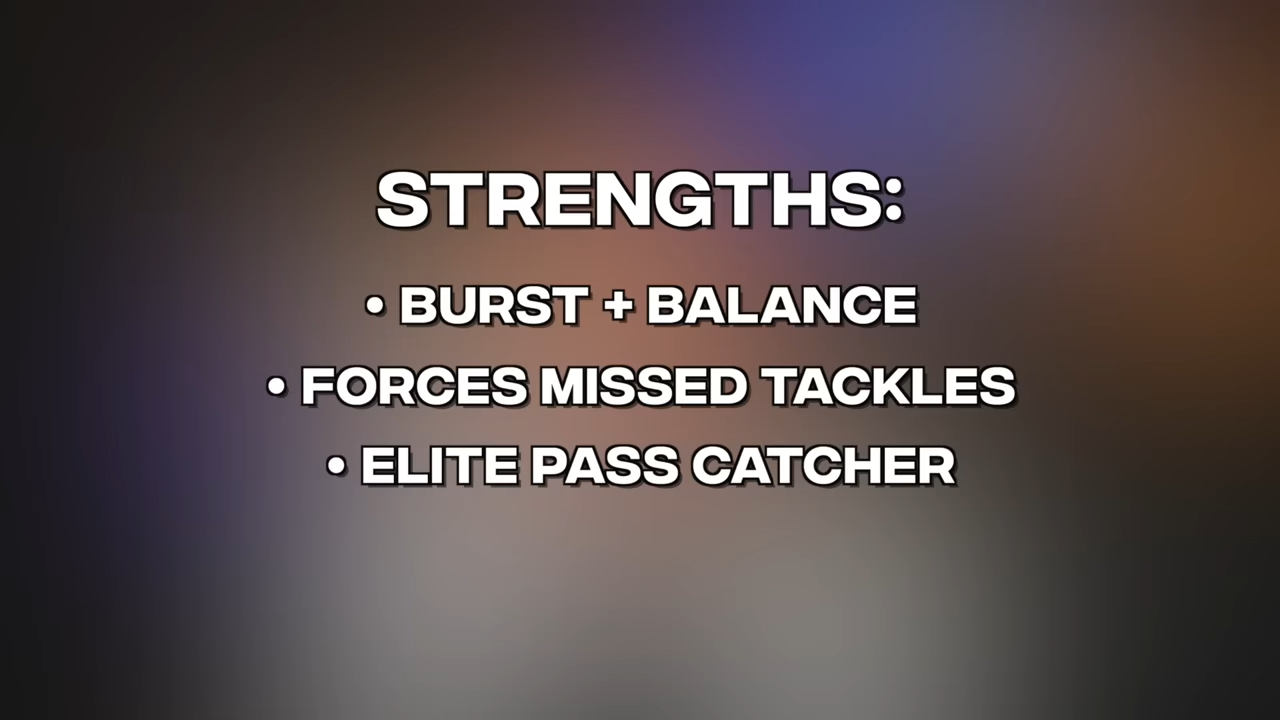 STRENGTHS:
• BURST + BALANCE
• FORCES MISSED TACKLES
• ELITE PASS CATCHER